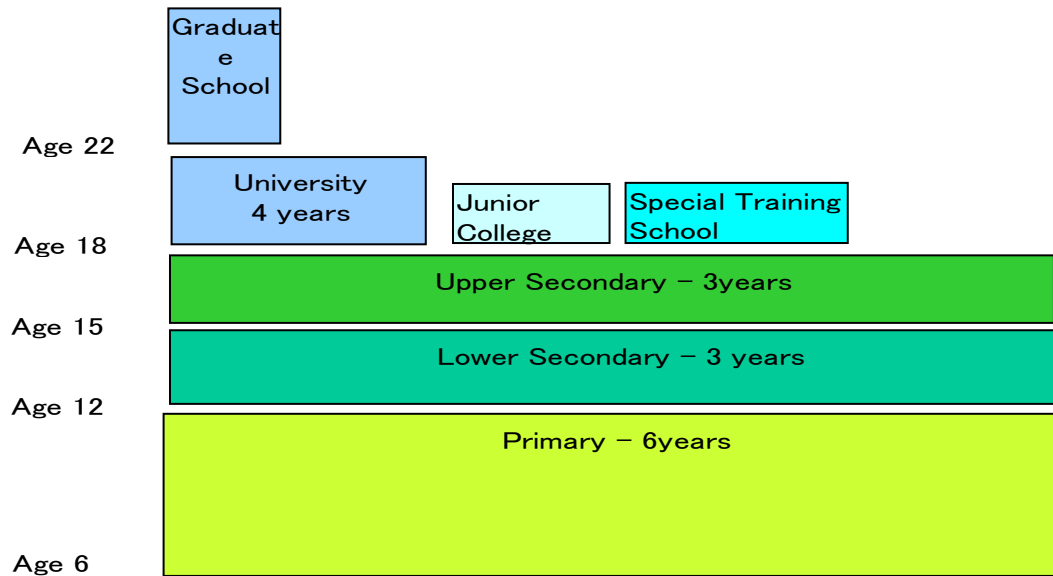 Graduat
e
School
Age 22
University
4 years
Junior
College
Special Training
School
Age 18
Upper Secondary – 3years
Age 15
Lower Secondary – 3 years
Age 12
Primary – 6years
Age 6